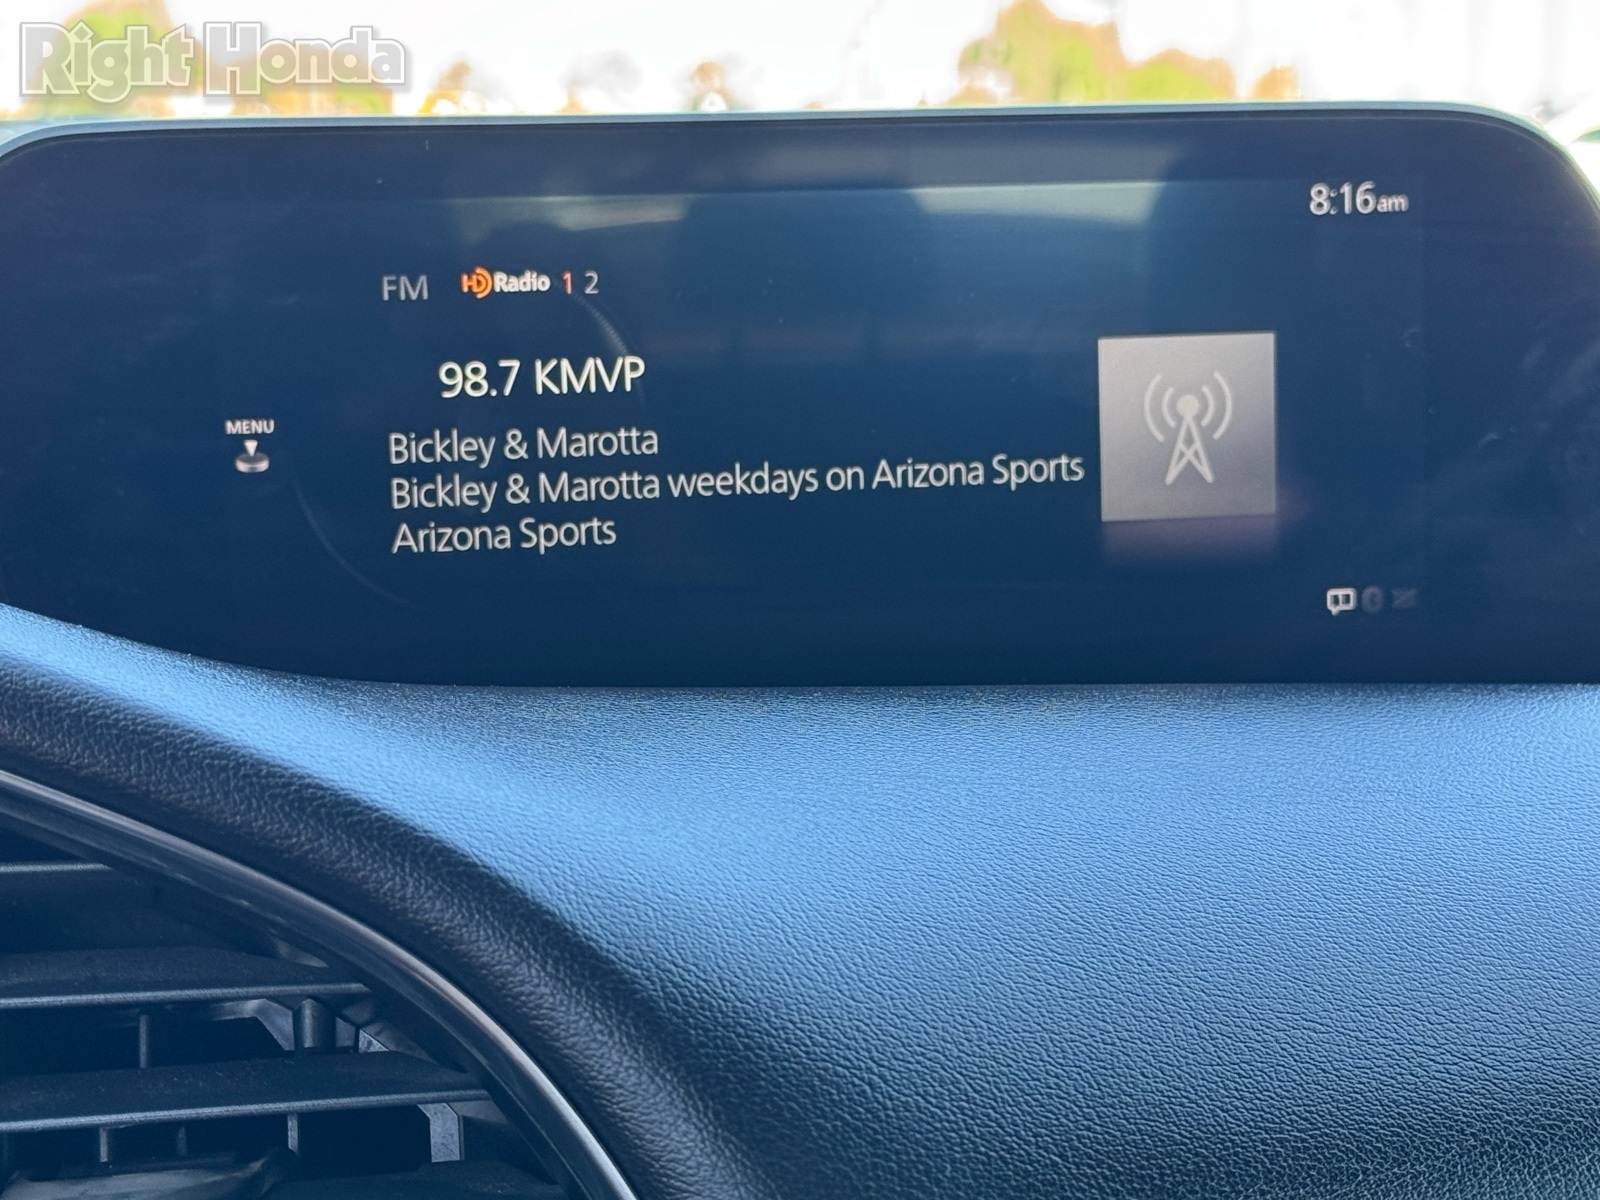 Right Honda
8:16am
FM HD Radio 1 2
98.7 KMVP
MENU
Bickley & Marotta
Bickley & Marotta weekdays on Arizona Sports
Arizona Sports